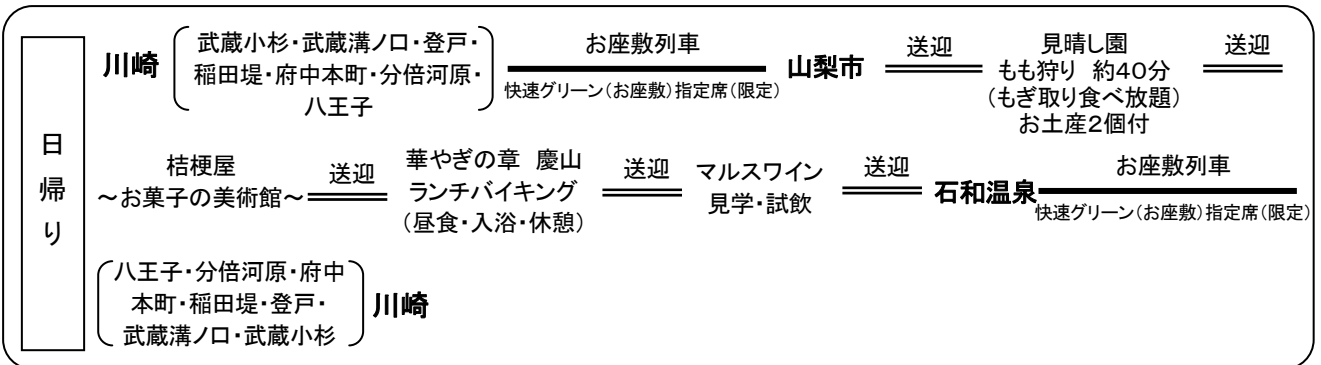 日帰り
川崎
武蔵小杉・武蔵溝ノ口・登戸・
稲田堤・府中本町・分倍河原・
八王子
お座敷列車
快速グリーン(お座敷)指定席(限定)
山梨市
送迎
見晴し園
もも狩り 約40分
(もぎ取り食べ放題)
お土産2個付
送迎
桔梗屋
～お菓子の美術館～
送迎
華やぎの章 慶山
ランチバイキング
(昼食・入浴・休憩)
送迎
マルスワイン
見学・試飲
送迎
石和温泉
お座敷列車
快速グリーン(お座敷)指定席(限定)
八王子・分倍河原・府中
本町・稲田堤・登戸・
武蔵溝ノ口・武蔵小杉
川崎